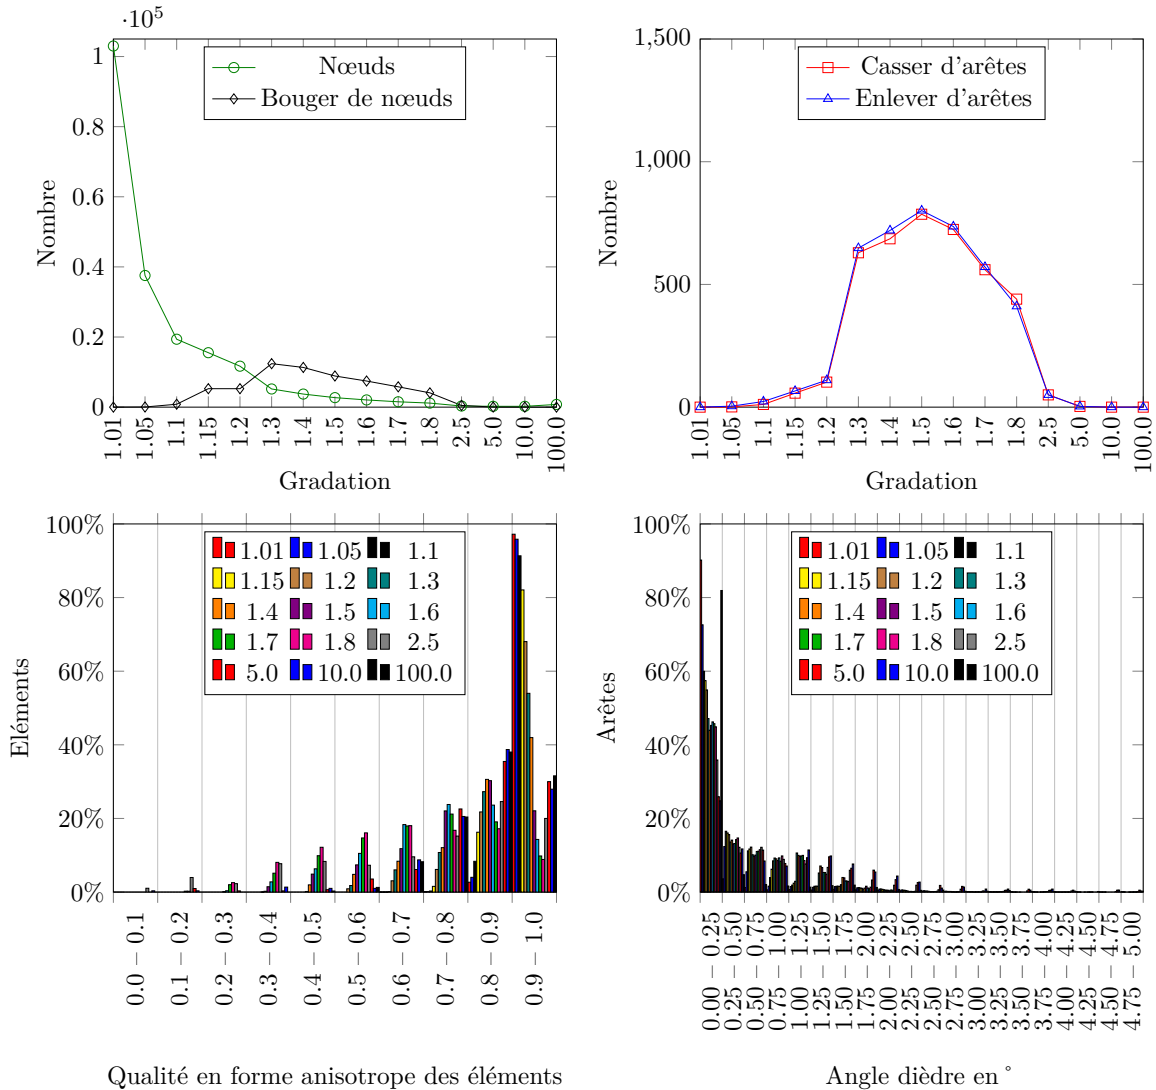 ·10⁵
1
0.8
0.6
0.4
0.2
0
Nombre
Nœuds
Bouger de nœuds
1.01 1.05 1.1 1.15 1.2 1.3 1.4 1.5 1.6 1.7 1.8 2.5 5.0 10.0 100.0
Gradation
1,500
1,000
500
0
Nombre
Casser d'arêtes
Enlever d'arêtes
1.01 1.05 1.1 1.15 1.2 1.3 1.4 1.5 1.6 1.7 1.8 2.5 5.0 10.0 100.0
Gradation
100%
80%
60%
40%
20%
0%
Eléments
1.01 1.05 1.1
1.15 1.2 1.3
1.4 1.5 1.6
1.7 1.8 2.5
5.0 10.0 100.0
0.0 – 0.1 0.1 – 0.2 0.2 – 0.3 0.3 – 0.4 0.4 – 0.5 0.5 – 0.6 0.6 – 0.7 0.7 – 0.8 0.8 – 0.9 0.9 – 1.0
Qualité en forme anisotrope des éléments
100%
80%
60%
40%
20%
0%
Arêtes
1.01 1.05 1.1
1.15 1.2 1.3
1.4 1.5 1.6
1.7 1.8 2.5
5.0 10.0 100.0
0.00 – 0.25 0.25 – 0.50 0.50 – 0.75 0.75 – 1.00 1.00 – 1.25 1.25 – 1.50 1.50 – 1.75 1.75 – 2.00 2.00 – 2.25 2.25 – 2.50 2.50 – 2.75 2.75 – 3.00 3.00 – 3.25 3.25 – 3.50 3.50 – 3.75 3.75 – 4.00 4.00 – 4.25 4.25 – 4.50 4.50 – 4.75 4.75 – 5.00
Angle dièdre en °